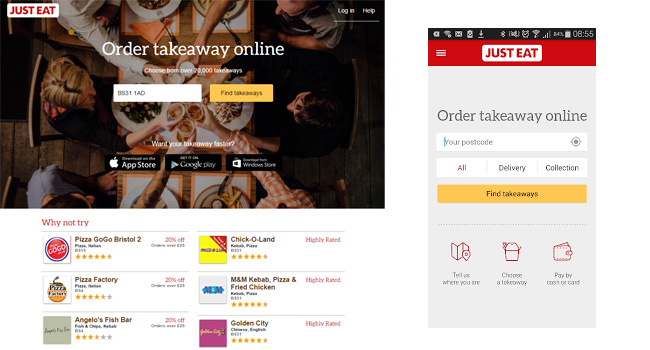 JUST EAT
Log in
Help
Order takeaway online
Choose from over 20,000 takeaways
BS31 1AD
Find takeaways
Want your takeaway faster?
Download on the
App Store
GET IT ON
Google play
Download from
Windows Store
Why not try
Pizza GoGo Bristol 2
20% off
Pizza, Italian
Orders over £25
Chick-O-Land
Highly Rated
Kebab, Pizza
BS31
Pizza Factory
20% off
Pizza, Italian
Orders over £25
BS4
Pizza
Factory
M&M Kebab, Pizza &
Fried Chicken
Highly Rated
Kebab, Pizza
BS31
Angelo's Fish Bar
20% off
Fish & Chips, Kebab
Orders over £25
BS4
Golden City
Highly Rated
Chinese, English
BS31
84% 08:55
JUST EAT
Order takeaway online
Your postcode
All
Delivery
Collection
Find takeaways
Tell us
where you are
Choose
a takeaway
Pay by
cash or card